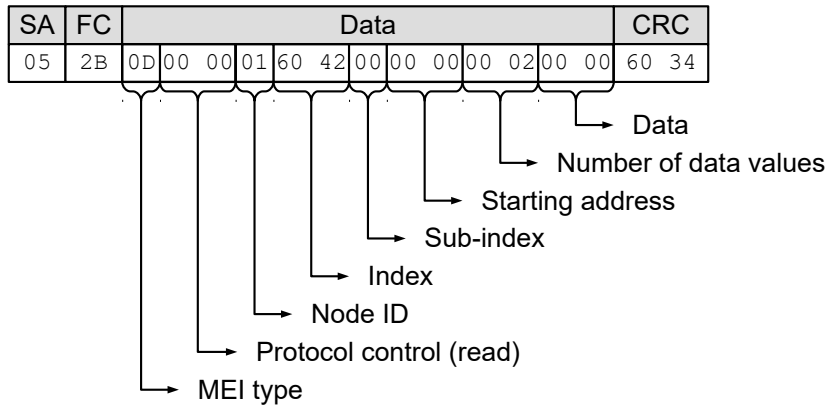 SA FC Data CRC
05 2B 0D 00 00 01 60 42 00 00 00 00 02 00 00 60 34
Data
Number of data values
Starting address
Sub-index
Index
Node ID
Protocol control (read)
MEI type